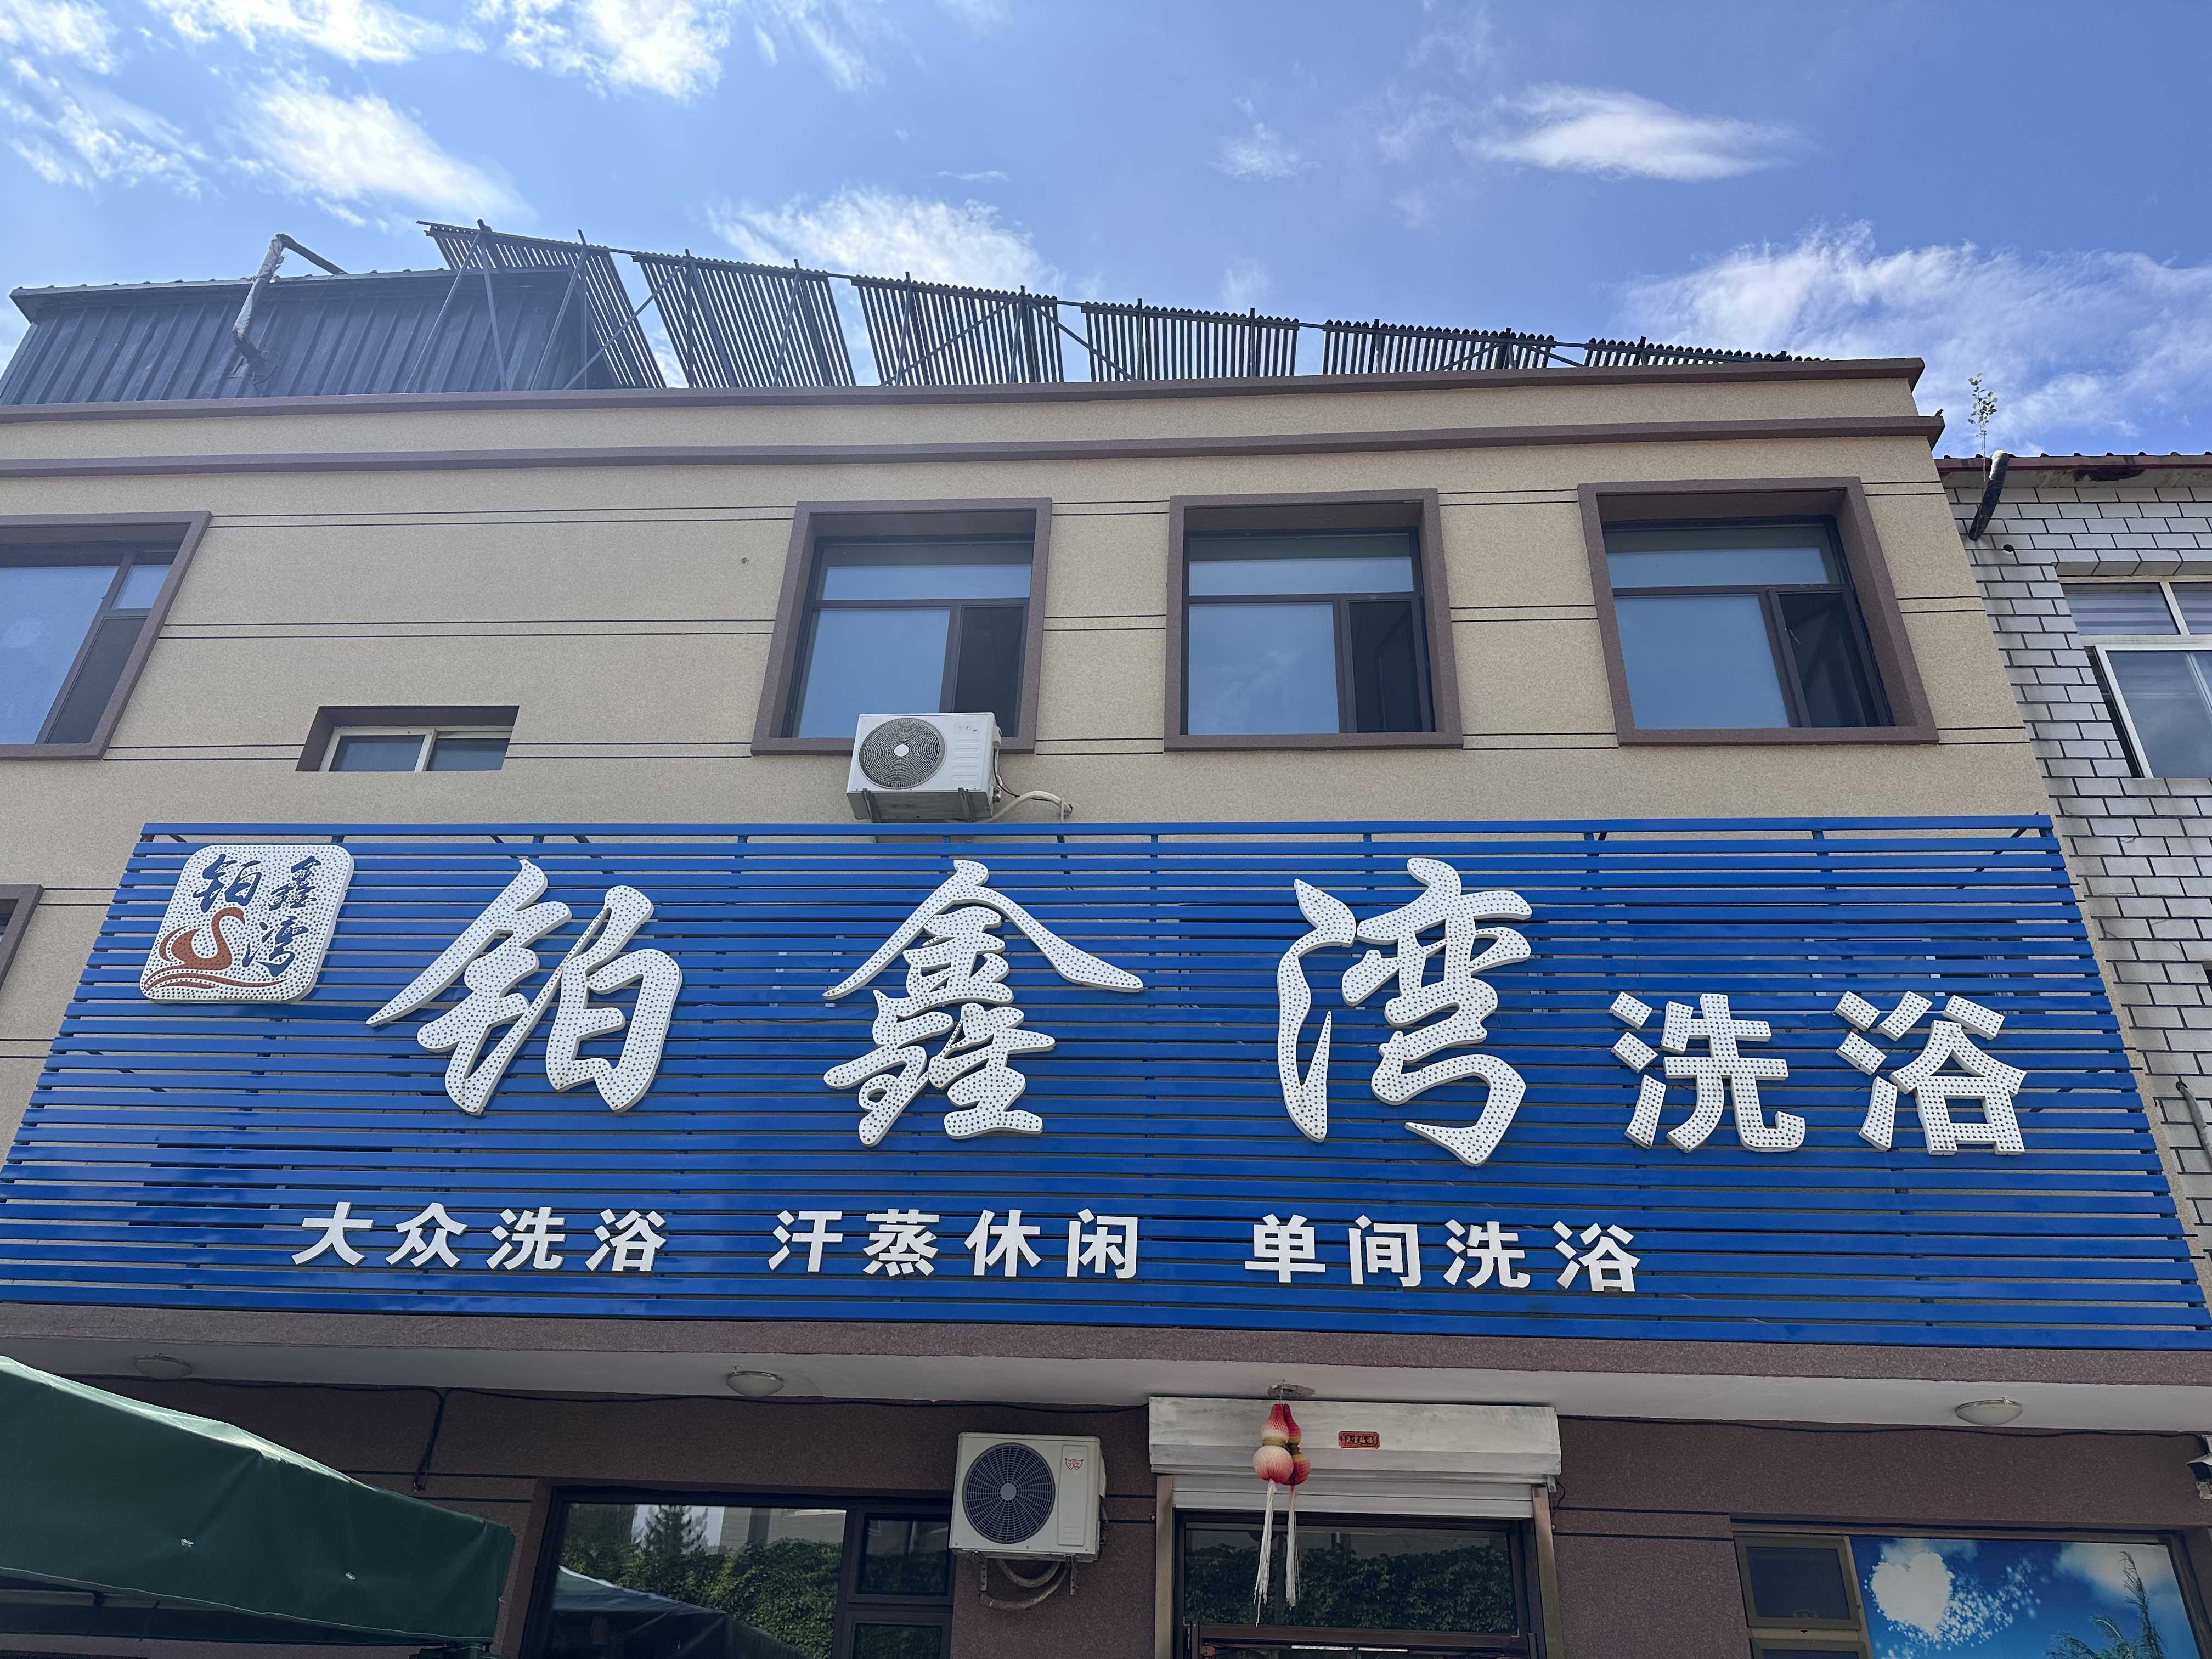 铂鑫湾
铂鑫湾洗浴
大众洗浴 汗蒸休闲 单间洗浴